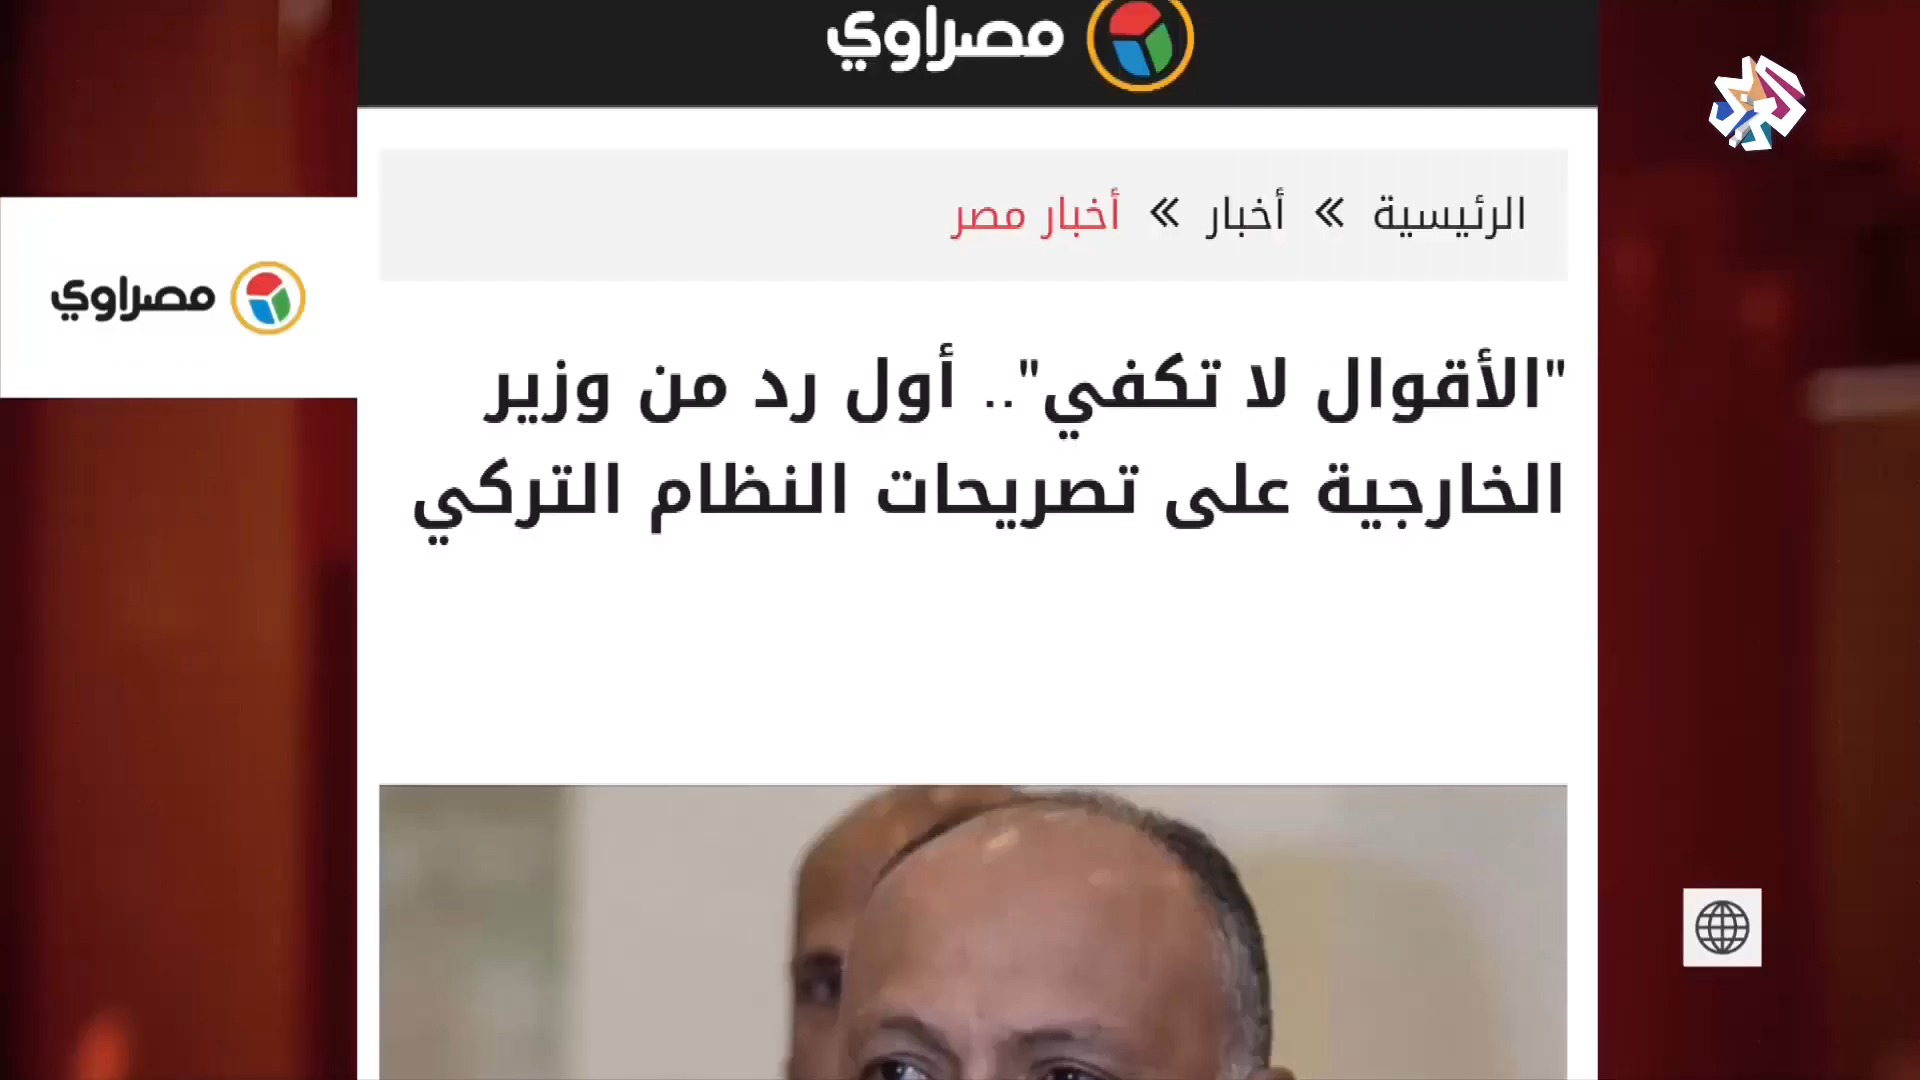 مصراوي
مصراوي
الرئيسية » أخبار » أخبار مصر
"الأقوال لا تكفي".. أول رد من وزير
الخارجية على تصريحات النظام التركي